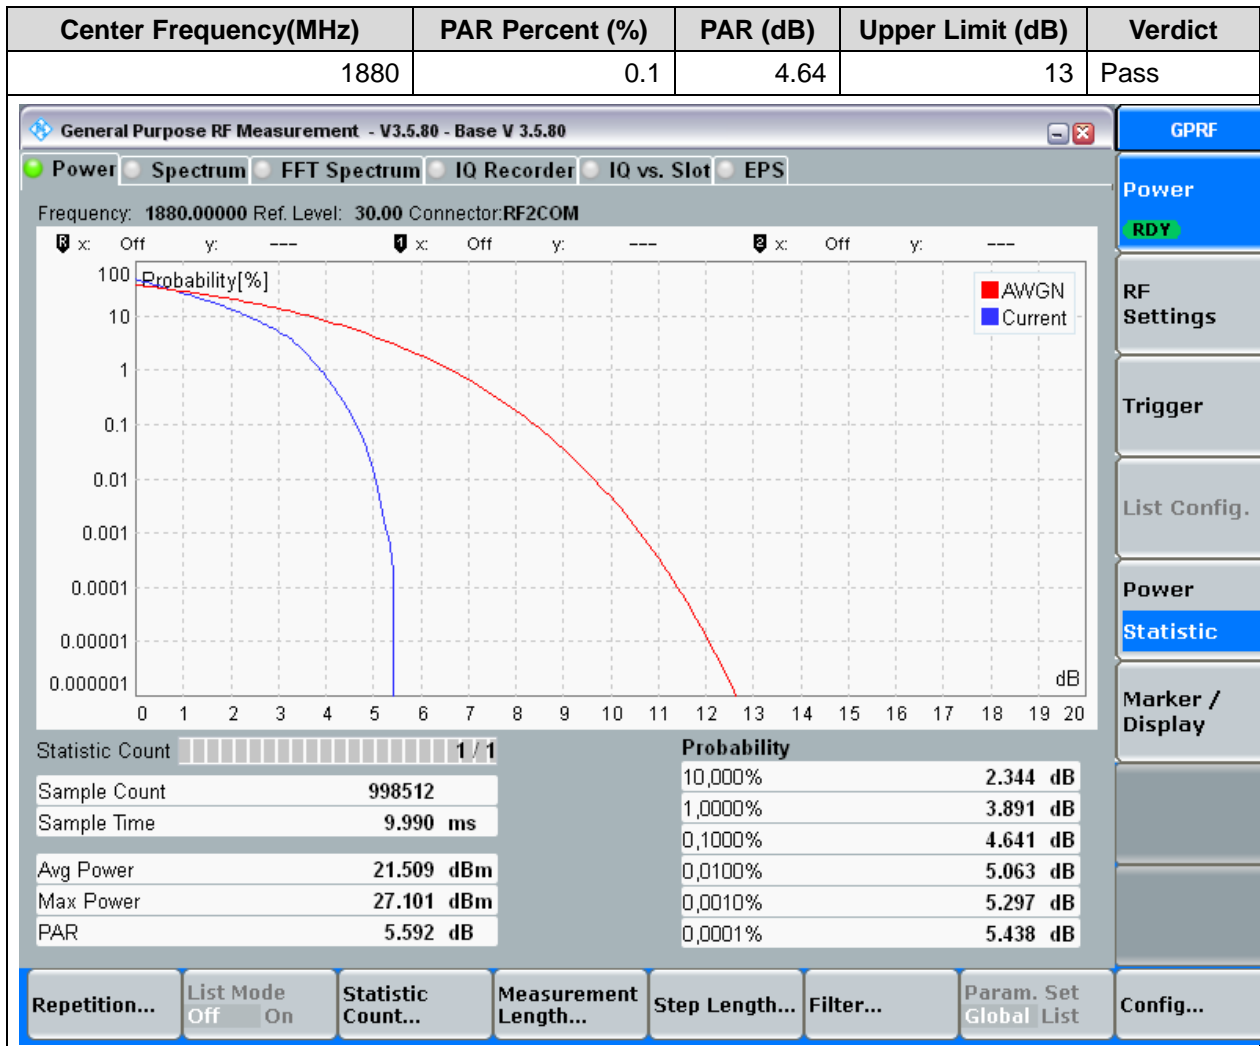 Center Frequency(MHz) PAR Percent (%) PAR (dB) Upper Limit (dB) Verdict
1880 0.1 4.64 13 Pass
General Purpose RF Measurement - V3.5.80 - Base V 3.5.80
GPRF
Power Spectrum FFT Spectrum IQ Recorder IQ vs. Slot EPS
Power
RDY
Frequency: 1880.00000 Ref. Level: 30.00 Connector:RF2COM
R x: Off y: --- 1 x: Off y: --- 2 x: Off y: ---
100 Probability[%]
AWGN
Current
10
1
0.1
0.01
0.001
0.0001
0.00001
0.000001
dB
0 1 2 3 4 5 6 7 8 9 10 11 12 13 14 15 16 17 18 19 20
RF
Settings
Trigger
List Config.
Power
Statistic
Marker /
Display
Statistic Count 1 / 1
Sample Count 998512
Sample Time 9.990 ms
Avg Power 21.509 dBm
Max Power 27.101 dBm
PAR 5.592 dB
Probability
10,000% 2.344 dB
1,0000% 3.891 dB
0,1000% 4.641 dB
0,0100% 5.063 dB
0,0010% 5.297 dB
0,0001% 5.438 dB
Repetition...
List Mode
Off On
Statistic
Count...
Measurement
Length...
Step Length...
Filter...
Param. Set
Global List
Config...